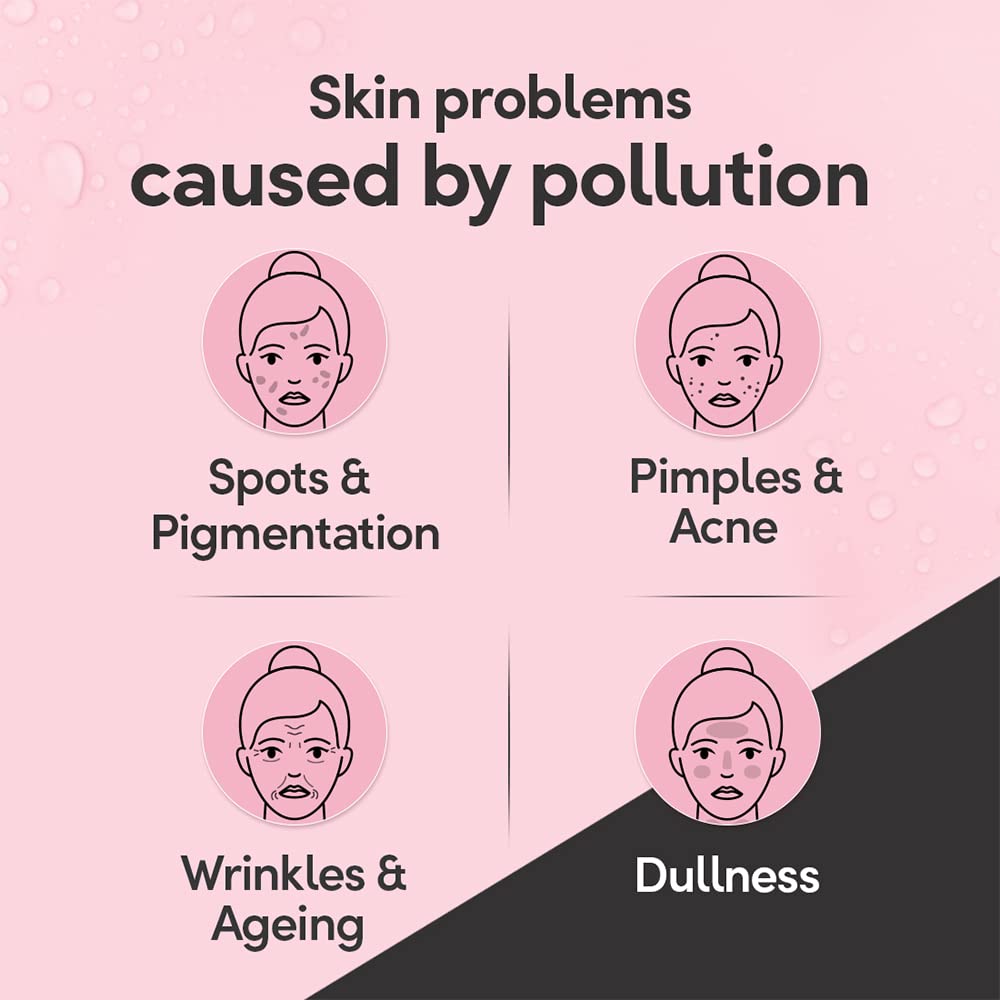 Skin problems
caused by pollution
Spots &
Pigmentation
Pimples &
Acne
Wrinkles &
Ageing
Dullness